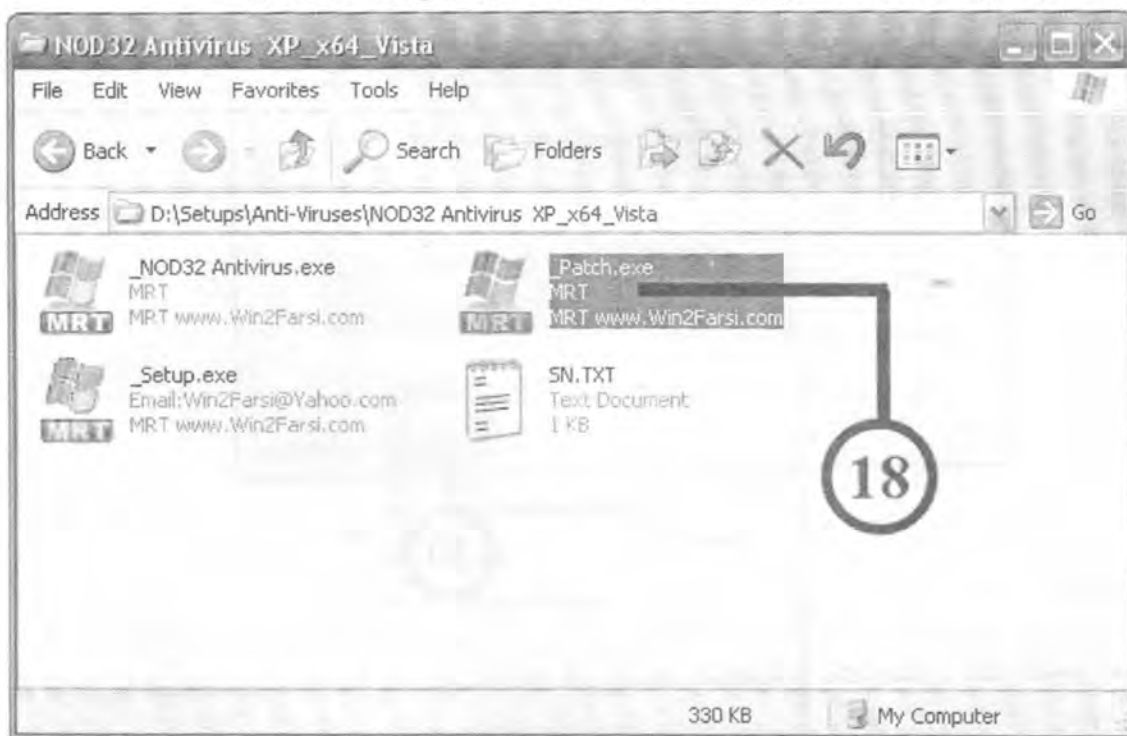 NOD32 Antivirus XP_x64_Vista
File Edit View Favorites Tools Help
Back Search Folders
Address D:\Setups\Anti-Viruses\NOD32 Antivirus XP_x64_Vista Go
_NOD32 Antivirus.exe
MRT
MRT www.Win2Farsi.com
MRT
_Patch.exe
MRT
MRT www.Win2Farsi.com
MRT
_Setup.exe
Email:Win2Farsi@Yahoo.com
MRT www.Win2Farsi.com
MRT
SN.TXT
Text Document
1 KB
18
330 KB My Computer